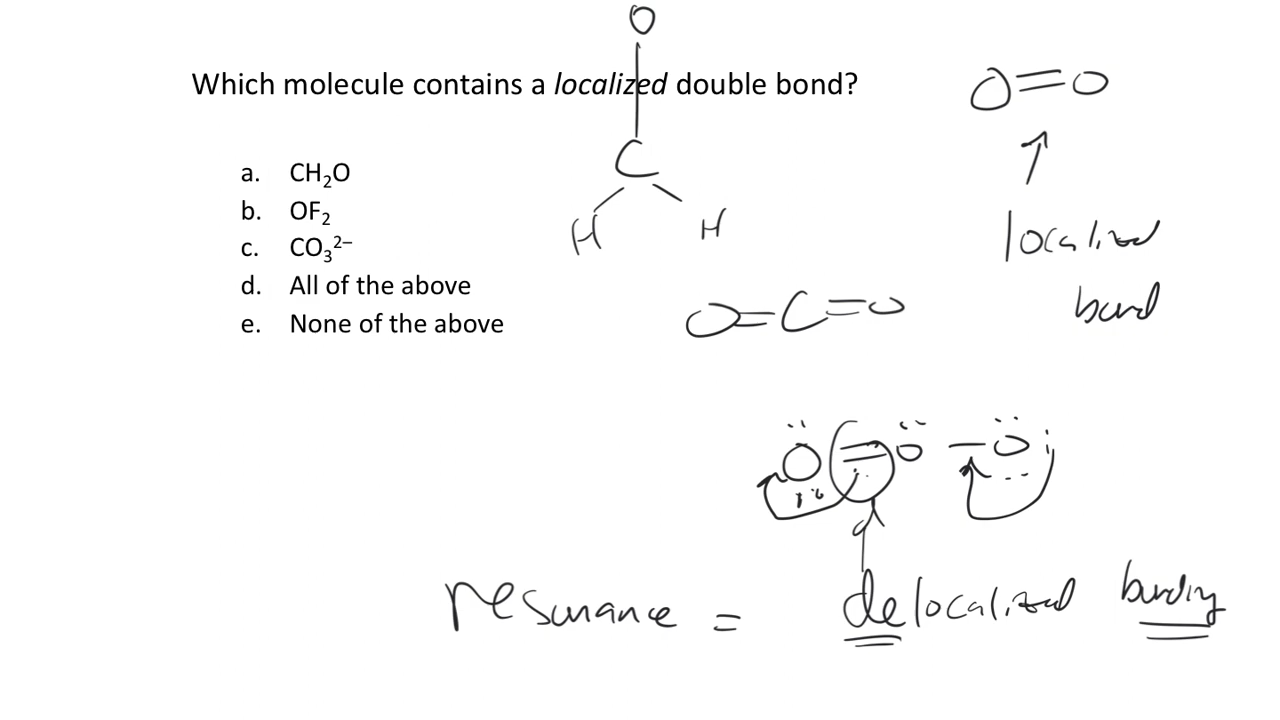 O
Which molecule contains a localized double bond?
O=O
C
H H
a. CH₂O
b. OF₂
c. CO₃²⁻
d. All of the above
e. None of the above
localized
bond
O=C=O
O=O–O
resonance = delocalized bonding